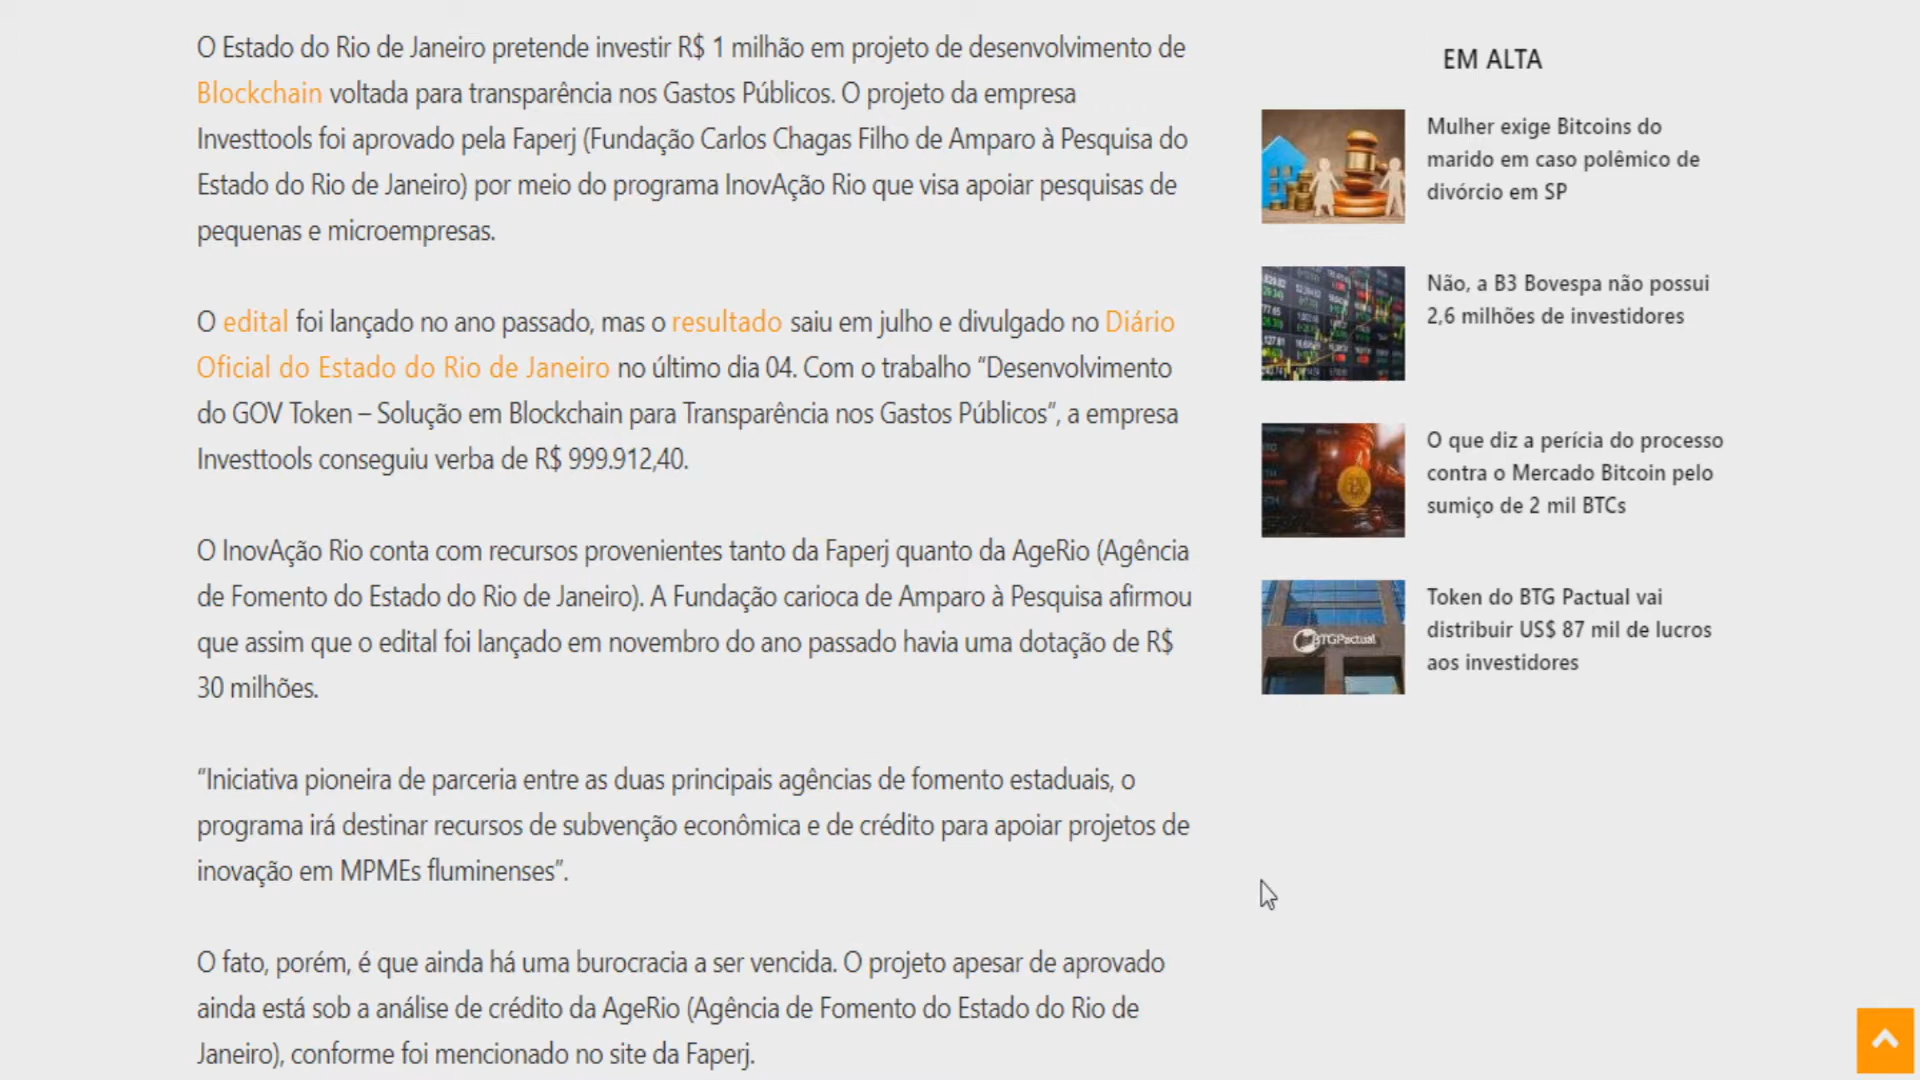 O Estado do Rio de Janeiro pretende investir R$ 1 milhão em projeto de desenvolvimento de
Blockchain voltada para transparência nos Gastos Públicos. O projeto da empresa
Investtools foi aprovado pela Faperj (Fundação Carlos Chagas Filho de Amparo à Pesquisa do
Estado do Rio de Janeiro) por meio do programa InovAção Rio que visa apoiar pesquisas de
pequenas e microempresas.
O edital foi lançado no ano passado, mas o resultado saiu em julho e divulgado no Diário
Oficial do Estado do Rio de Janeiro no último dia 04. Com o trabalho “Desenvolvimento
do GOV Token – Solução em Blockchain para Transparência nos Gastos Públicos”, a empresa
Investtools conseguiu verba de R$ 999.912,40.
O InovAção Rio conta com recursos provenientes tanto da Faperj quanto da AgeRio (Agência
de Fomento do Estado do Rio de Janeiro). A Fundação carioca de Amparo à Pesquisa afirmou
que assim que o edital foi lançado em novembro do ano passado havia uma dotação de R$
30 milhões.
“Iniciativa pioneira de parceria entre as duas principais agências de fomento estaduais, o
programa irá destinar recursos de subvenção econômica e de crédito para apoiar projetos de
inovação em MPMEs fluminenses”.
O fato, porém, é que ainda há uma burocracia a ser vencida. O projeto apesar de aprovado
ainda está sob a análise de crédito da AgeRio (Agência de Fomento do Estado do Rio de
Janeiro), conforme foi mencionado no site da Faperj.
EM ALTA
Mulher exige Bitcoins do
marido em caso polêmico de
divórcio em SP
Não, a B3 Bovespa não possui
2,6 milhões de investidores
O que diz a perícia do processo
contra o Mercado Bitcoin pelo
sumiço de 2 mil BTCs
BTGPactual
Token do BTG Pactual vai
distribuir US$ 87 mil de lucros
aos investidores